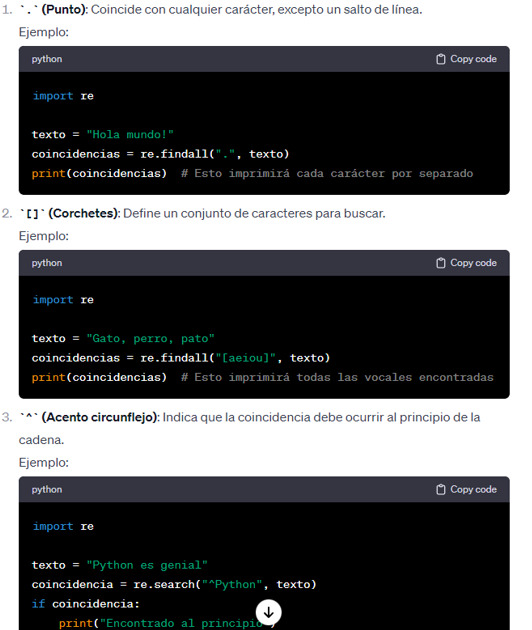 1. `.` (Punto): Coincide con cualquier carácter, excepto un salto de línea.
Ejemplo:
python
Copy code
import re
texto = "Hola mundo!"
coincidencias = re.findall(".", texto)
print(coincidencias)  # Esto imprimirá cada carácter por separado
2. `[]` (Corchetes): Define un conjunto de caracteres para buscar.
Ejemplo:
python
Copy code
import re
texto = "Gato, perro, pato"
coincidencias = re.findall("[aeiou]", texto)
print(coincidencias)  # Esto imprimirá todas las vocales encontradas
3. `^` (Acento circunflejo): Indica que la coincidencia debe ocurrir al principio de la
cadena.
Ejemplo:
python
Copy code
import re
texto = "Python es genial"
coincidencia = re.search("^Python", texto)
if coincidencia:
    print("Encontrado al principio")